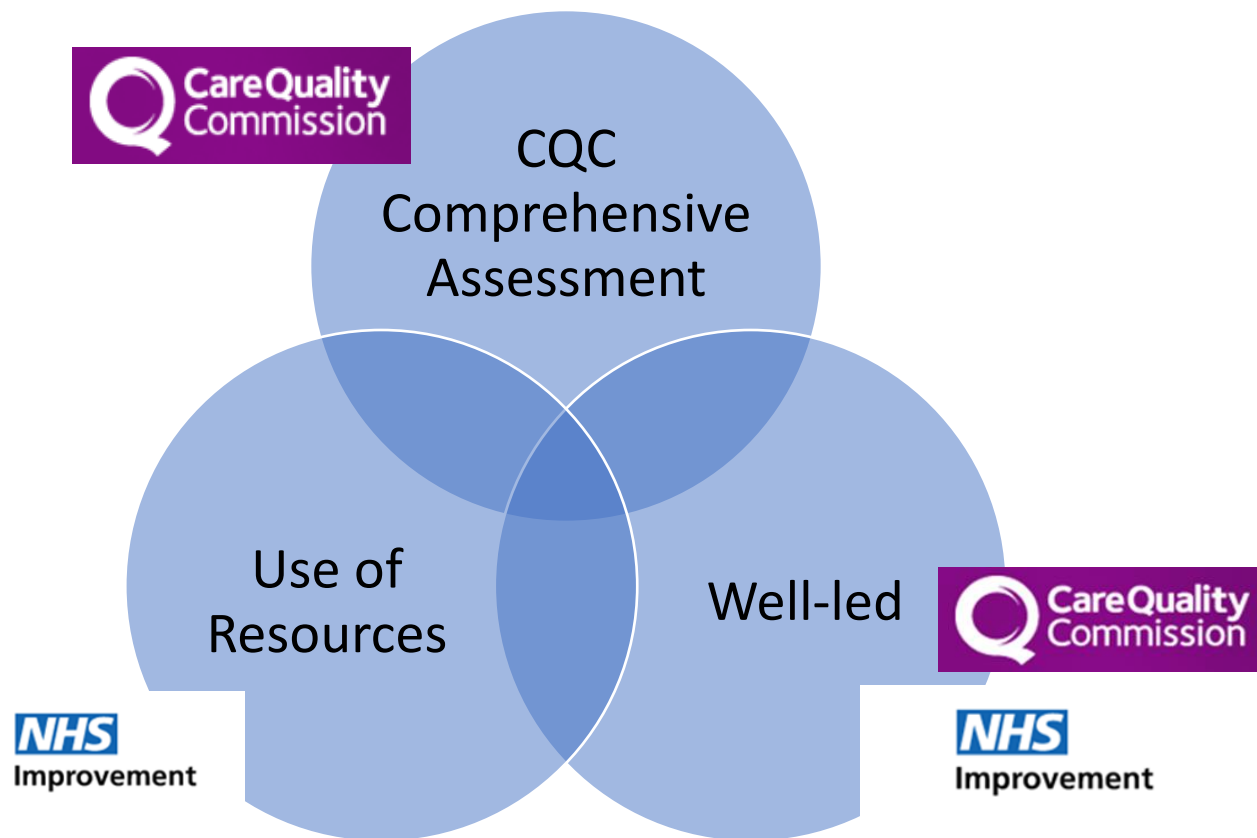 CareQuality
Commission
CQC
Comprehensive
Assessment
Use of
Resources
Well-led
CareQuality
Commission
NHS
Improvement
NHS
Improvement